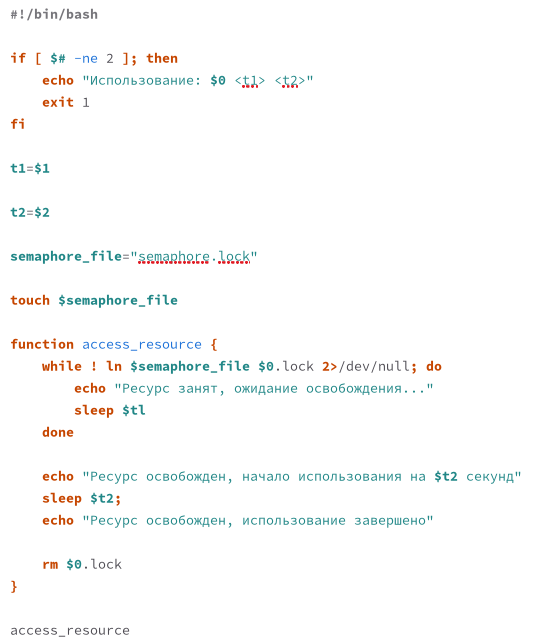 #!/bin/bash
if [ $# -ne 2 ]; then
echo "Использование: $0 <t1> <t2>"
exit 1
fi
t1=$1
t2=$2
semaphore_file="semaphore.lock"
touch $semaphore_file
function access_resource {
while ! ln $semaphore_file $0.lock 2>/dev/null; do
echo "Ресурс занят, ожидание освобождения..."
sleep $tl
done
echo "Ресурс освобожден, начало использования на $t2 секунд"
sleep $t2;
echo "Ресурс освобожден, использование завершено"
rm $0.lock
}
access_resource